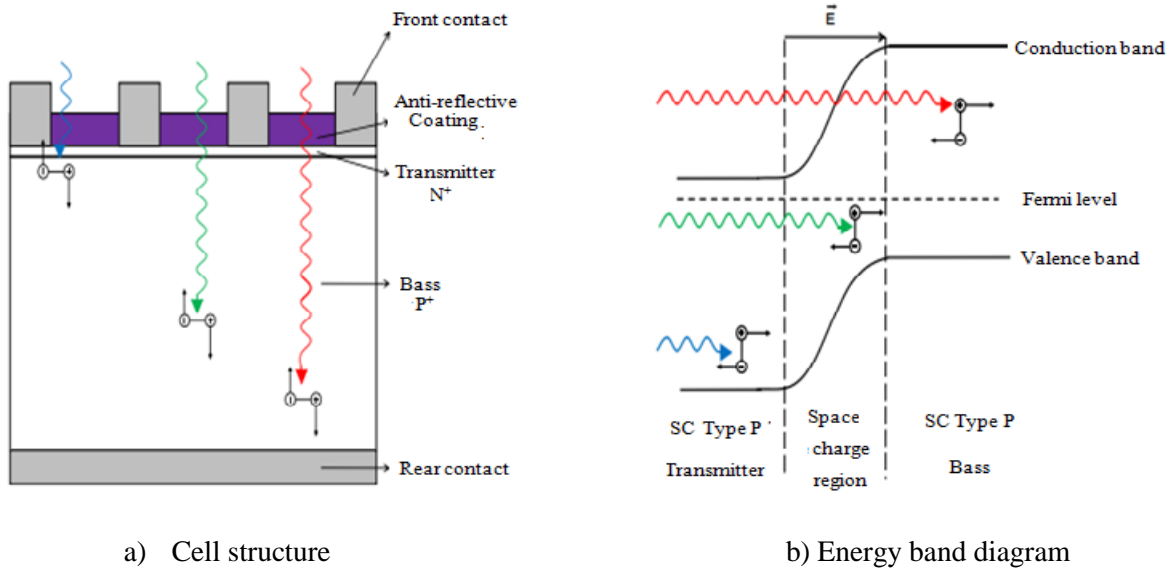 Front contact
Anti-reflective
Coating
Transmitter
N+
Bass
P+
Rear contact
a) Cell structure
E
Conduction band
Fermi level
Valence band
SC Type P
Transmitter
Space
charge
region
SC Type P
Bass
b) Energy band diagram